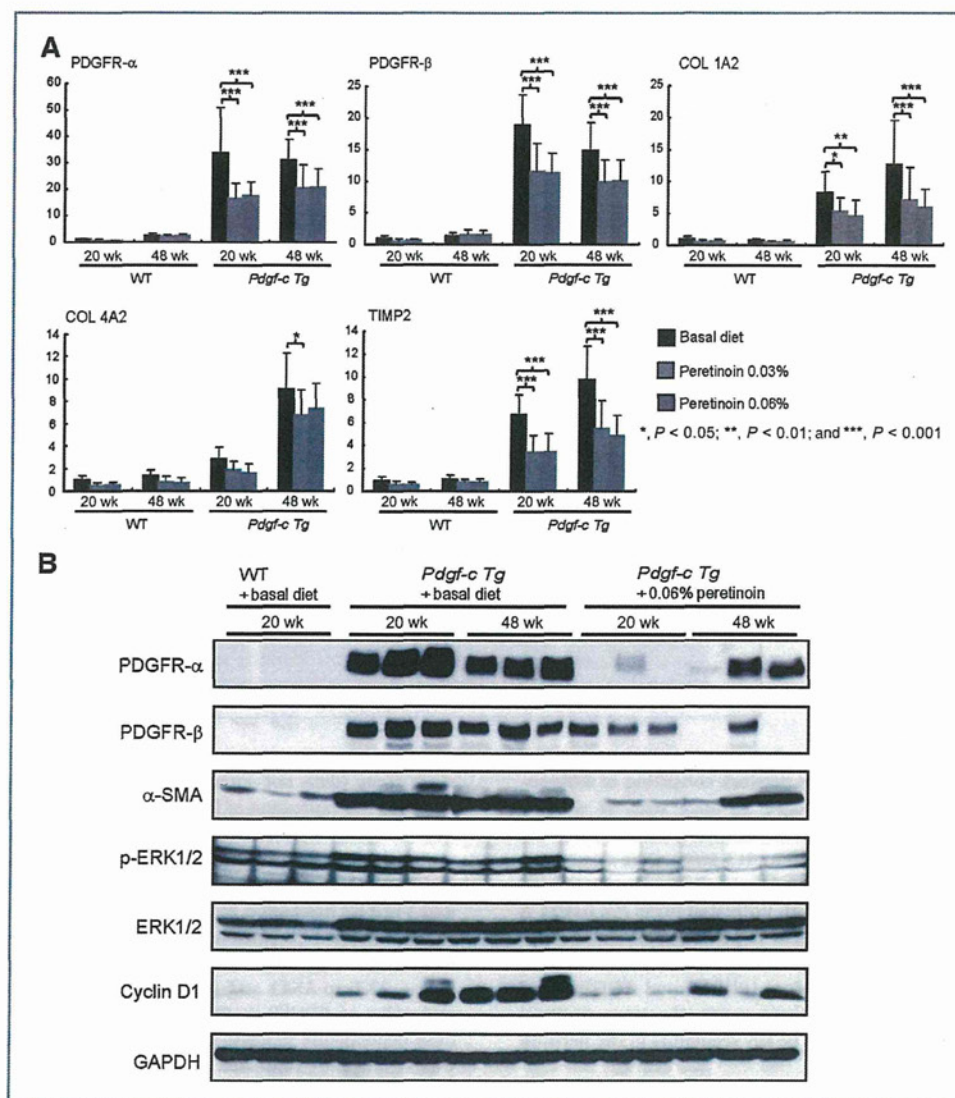 A
PDGFR-α
60
50
40
30
20
10
0
20 wk 48 wk 20 wk 48 wk
WT Pdgf-c Tg
*** *** *** ***
PDGFR-β
25
20
15
10
5
0
20 wk 48 wk 20 wk 48 wk
WT Pdgf-c Tg
*** *** *** ***
COL 1A2
25
20
15
10
5
0
20 wk 48 wk 20 wk 48 wk
WT Pdgf-c Tg
** * *** ***
COL 4A2
14
12
10
8
6
4
2
0
20 wk 48 wk 20 wk 48 wk
WT Pdgf-c Tg
*
TIMP2
14
12
10
8
6
4
2
0
20 wk 48 wk 20 wk 48 wk
WT Pdgf-c Tg
*** *** *** ***
Basal diet
Peretinoin 0.03%
Peretinoin 0.06%
*, P < 0.05; **, P < 0.01; and ***, P < 0.001
B
WT Pdgf-c Tg Pdgf-c Tg
+ basal diet + basal diet + 0.06% peretinoin
20 wk 20 wk 48 wk 20 wk 48 wk
PDGFR-α
PDGFR-β
α-SMA
p-ERK1/2
ERK1/2
Cyclin D1
GAPDH